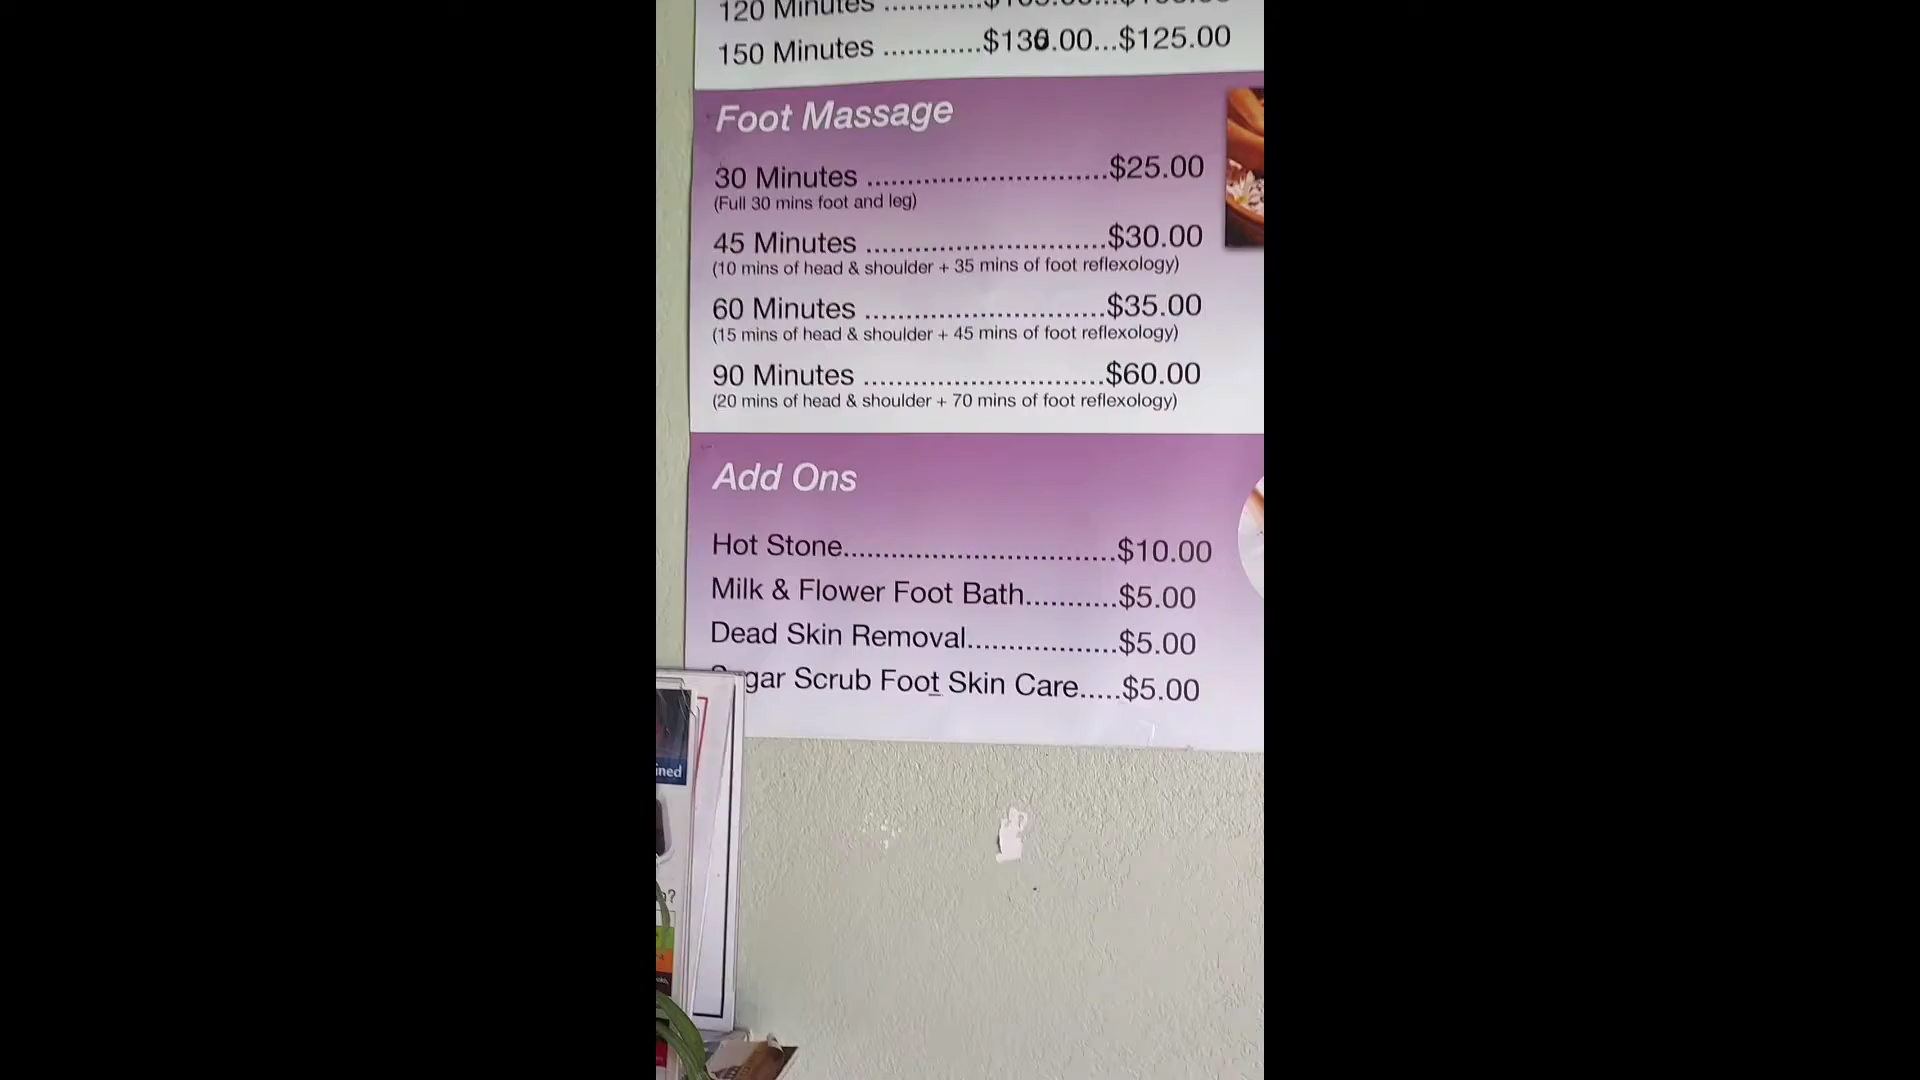 120 Minutes
150 Minutes ............$130.00...$125.00
Foot Massage
30 Minutes ..............................$25.00
(Full 30 mins foot and leg)
45 Minutes ..............................$30.00
(10 mins of head & shoulder + 35 mins of foot reflexology)
60 Minutes ..............................$35.00
(15 mins of head & shoulder + 45 mins of foot reflexology)
90 Minutes ..............................$60.00
(20 mins of head & shoulder + 70 mins of foot reflexology)
Add Ons
Hot Stone..................................$10.00
Milk & Flower Foot Bath...........$5.00
Dead Skin Removal..................$5.00
Sugar Scrub Foot Skin Care.....$5.00
ined